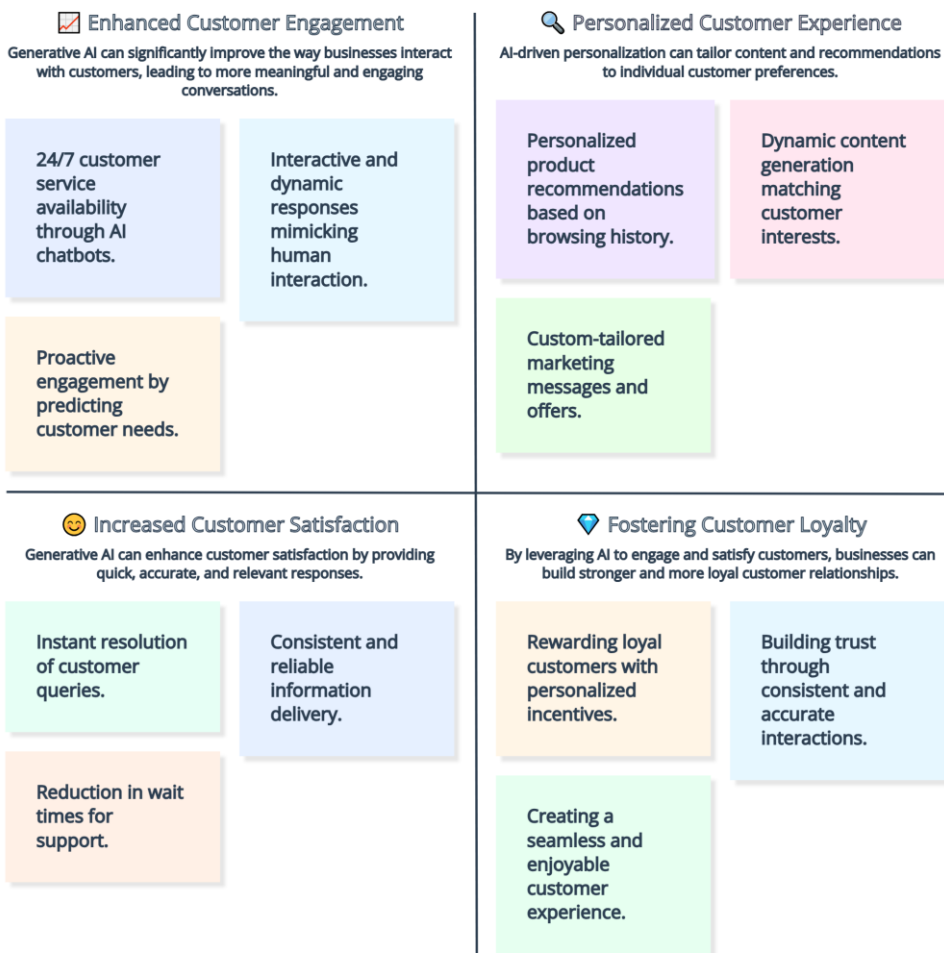 📈 Enhanced Customer Engagement
Generative AI can significantly improve the way businesses interact
with customers, leading to more meaningful and engaging
conversations.
24/7 customer
service
availability
through AI
chatbots.
Interactive and
dynamic
responses
mimicking
human
interaction.
Proactive
engagement by
predicting
customer needs.
🔍 Personalized Customer Experience
AI-driven personalization can tailor content and recommendations
to individual customer preferences.
Personalized
product
recommendations
based on
browsing history.
Dynamic content
generation
matching
customer
interests.
Custom-tailored
marketing
messages and
offers.
😊 Increased Customer Satisfaction
Generative AI can enhance customer satisfaction by providing
quick, accurate, and relevant responses.
Instant resolution
of customer
queries.
Consistent and
reliable
information
delivery.
Reduction in wait
times for
support.
💎 Fostering Customer Loyalty
By leveraging AI to engage and satisfy customers, businesses can
build stronger and more loyal customer relationships.
Rewarding loyal
customers with
personalized
incentives.
Building trust
through
consistent and
accurate
interactions.
Creating a
seamless and
enjoyable
customer
experience.